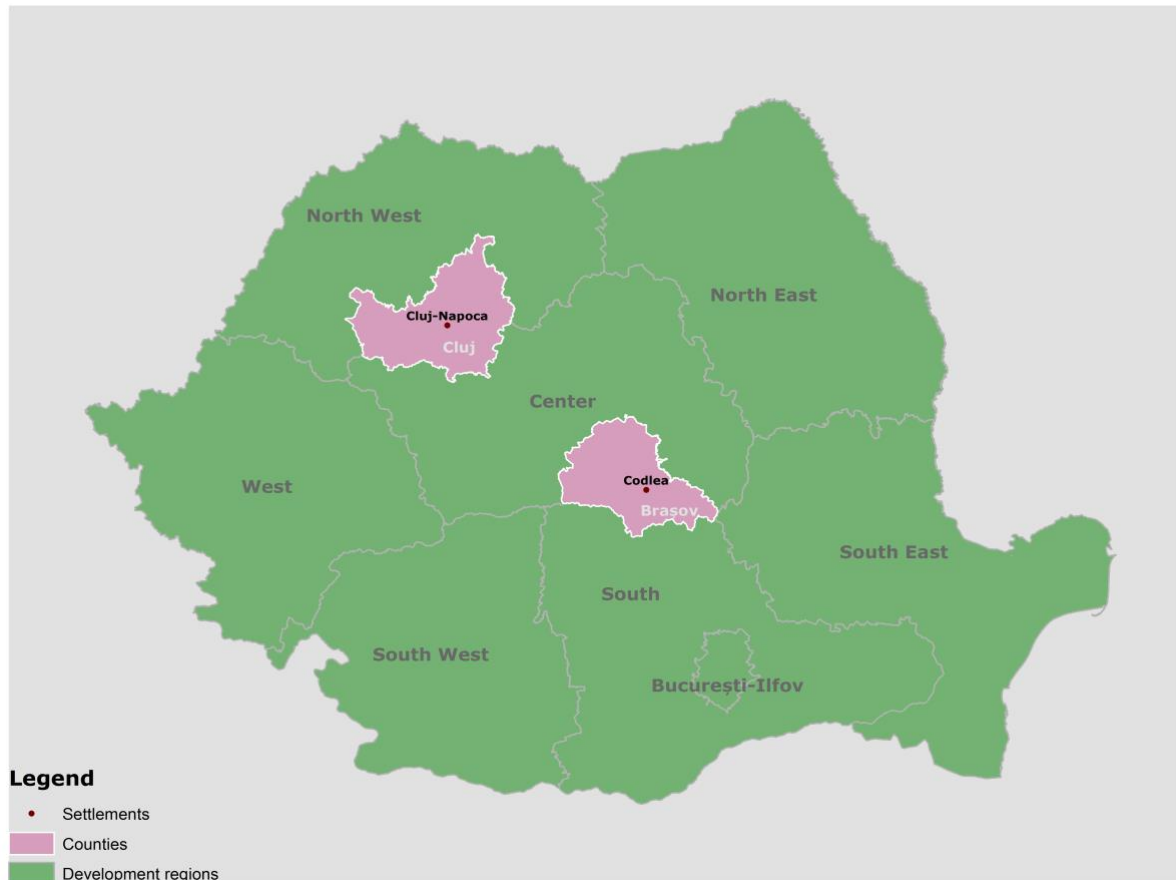 North West
North East
Cluj-Napoca
Cluj
Center
Codlea
Brașov
West
South East
South
South West
București-Ilfov
Legend
Settlements
Counties
Development regions